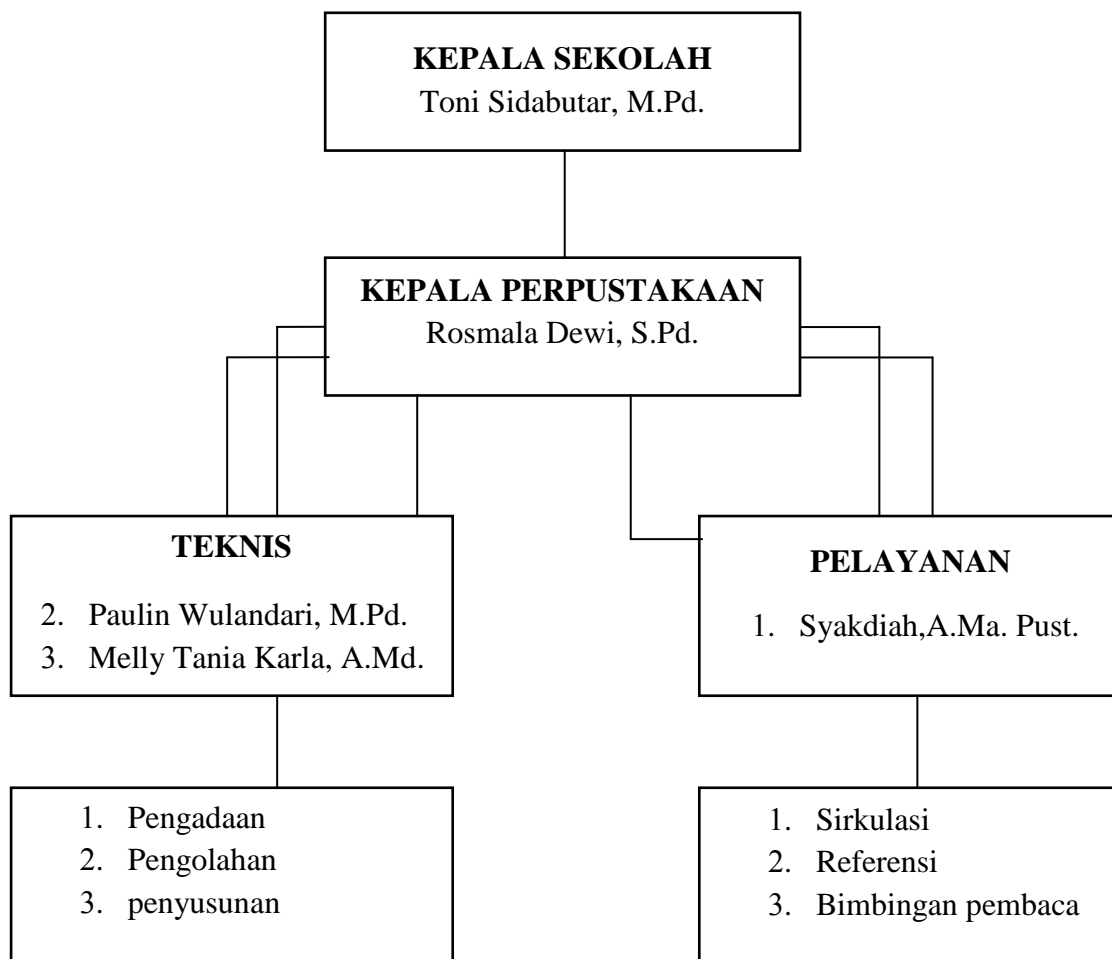 KEPALA SEKOLAH
Toni Sidabutar, M.Pd.
KEPALA PERPUSTAKAAN
Rosmala Dewi, S.Pd.
TEKNIS
2. Paulin Wulandari, M.Pd.
3. Melly Tania Karla, A.Md.
PELAYANAN
1. Syakdiah,A.Ma. Pust.
1. Pengadaan
2. Pengolahan
3. penyusunan
1. Sirkulasi
2. Referensi
3. Bimbingan pembaca